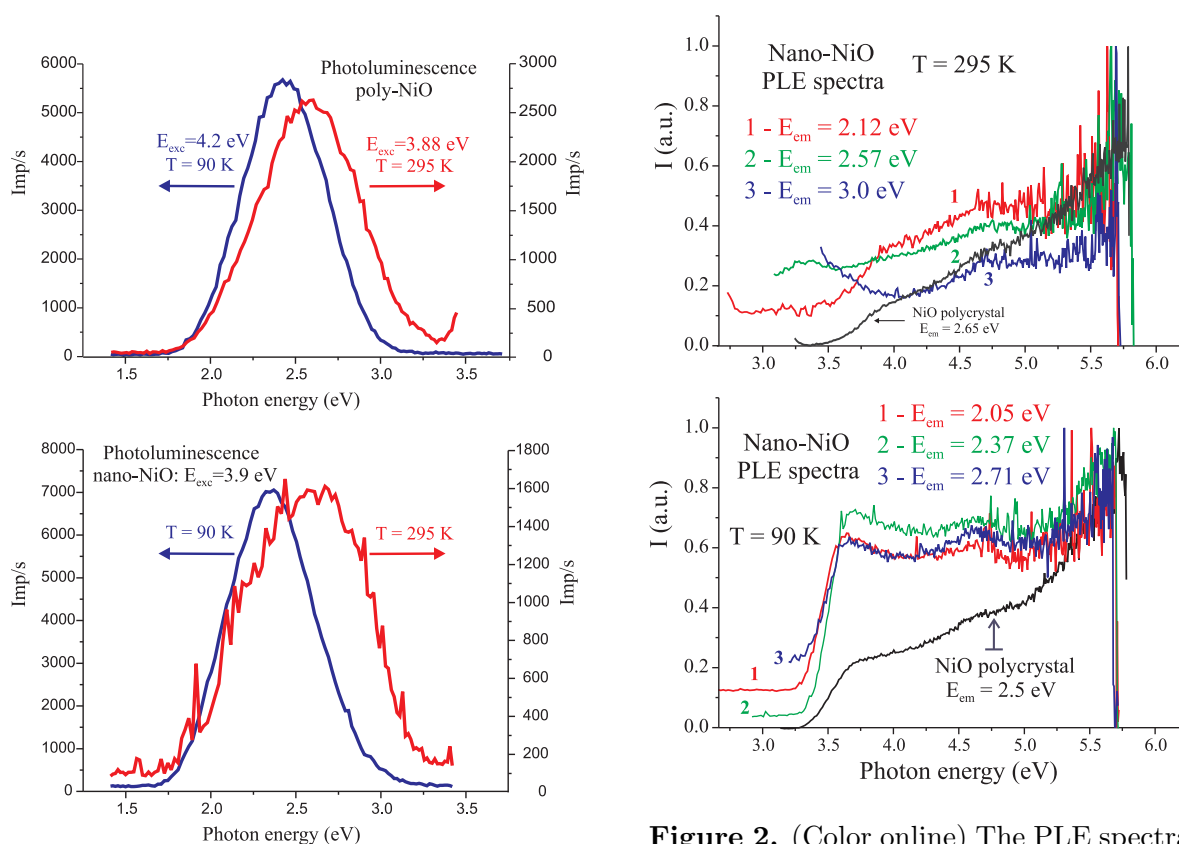 6000
5000
4000
3000
2000
1000
0
Imp/s
3000
2500
2000
1500
1000
500
0
Imp/s
Photoluminescence
poly-NiO
E_exc=4.2 eV
T = 90 K
E_exc=3.88 eV
T = 295 K
1.5 2.0 2.5 3.0 3.5
Photon energy (eV)
8000
7000
6000
5000
4000
3000
2000
1000
0
Imp/s
1800
1600
1400
1200
1000
800
600
400
200
0
Imp/s
Photoluminescence
nano-NiO: E_exc=3.9 eV
T = 90 K
T = 295 K
1.5 2.0 2.5 3.0 3.5
Photon energy (eV)
1.0
0.8
0.6
0.4
0.2
0.0
I (a.u.)
Nano-NiO
PLE spectra
T = 295 K
1 - E_em = 2.12 eV
2 - E_em = 2.57 eV
3 - E_em = 3.0 eV
1
2
3
NiO polycrystal
E_em = 2.65 eV
3.0 3.5 4.0 4.5 5.0 5.5 6.0
1.0
0.8
0.6
0.4
0.2
0.0
I (a.u.)
1 - E_em = 2.05 eV
2 - E_em = 2.37 eV
3 - E_em = 2.71 eV
Nano-NiO
PLE spectra
T = 90 K
3
1
2
NiO polycrystal
E_em = 2.5 eV
3.0 3.5 4.0 4.5 5.0 5.5 6.0
Photon energy (eV)
Figure 2. (Color online) The PLE spectra